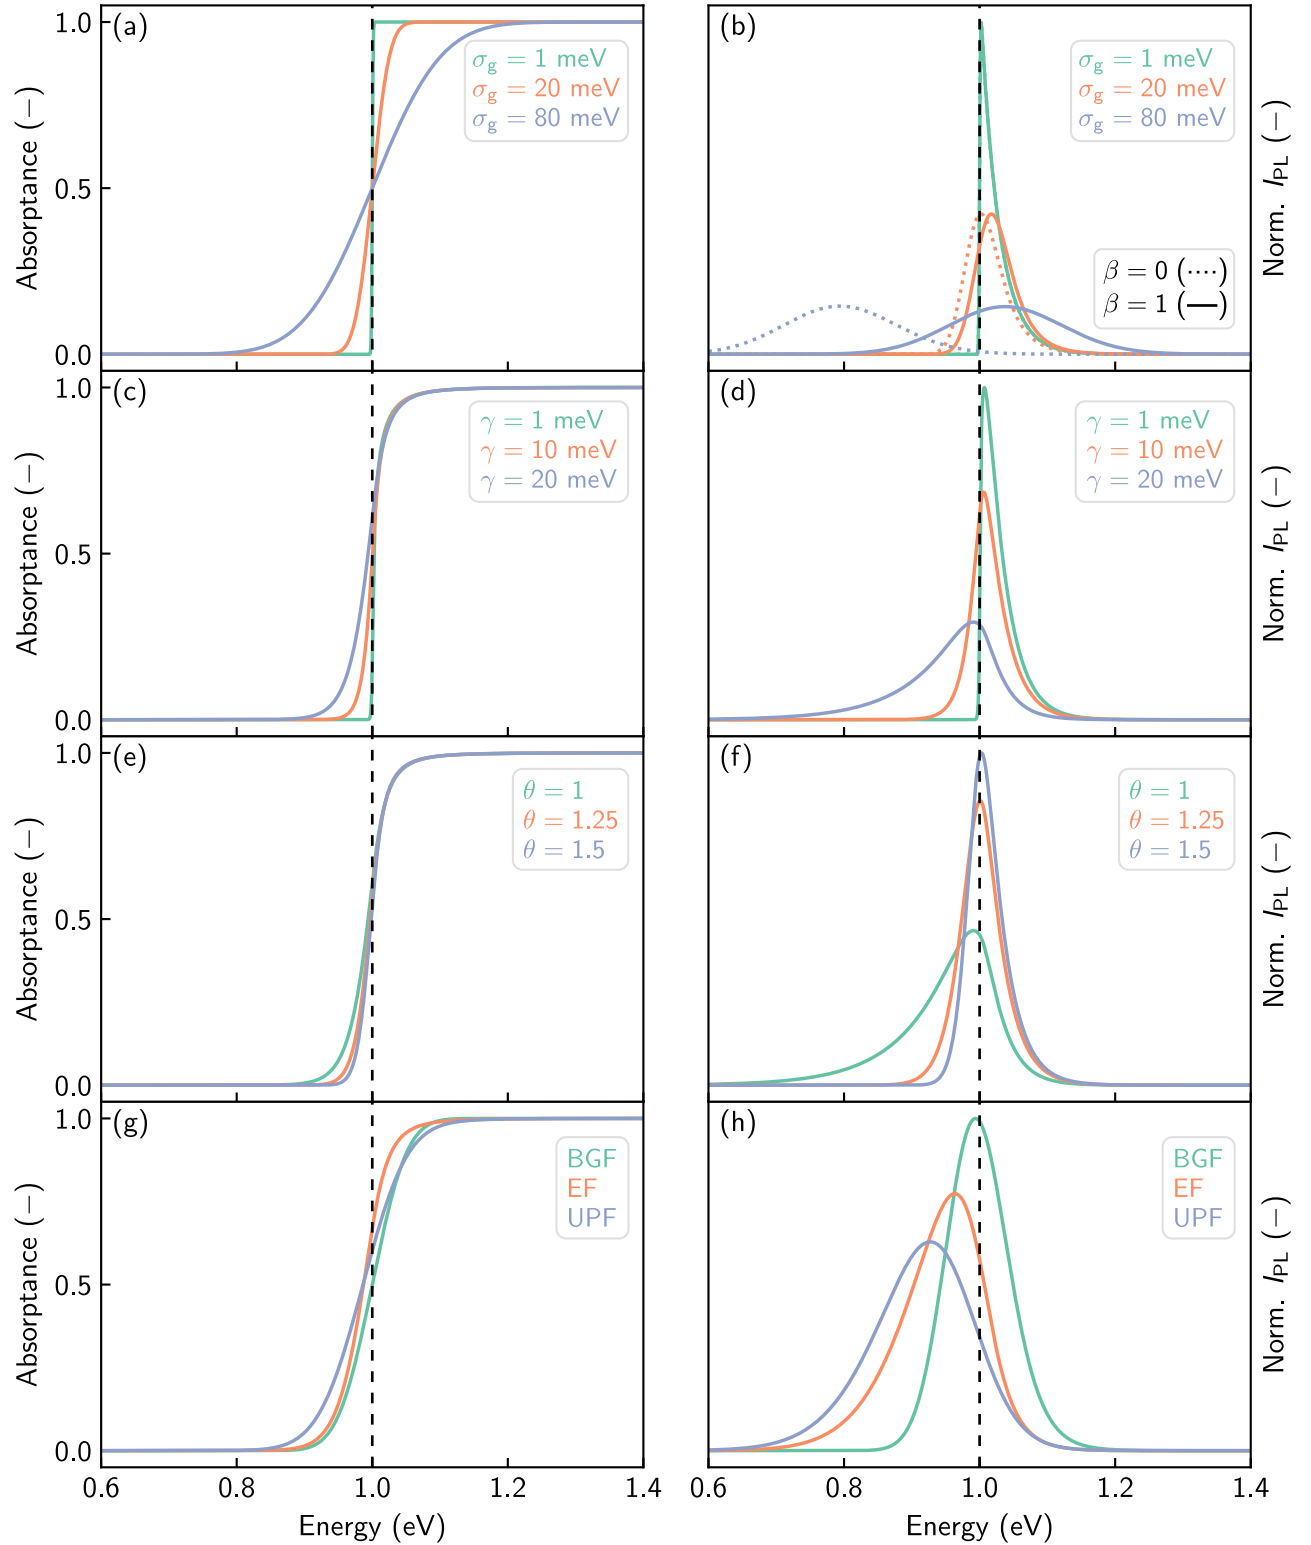 (a)
σg = 1 meV
σg = 20 meV
σg = 80 meV
Absorptance (—)
1.0
0.5
0.0
(b)
σg = 1 meV
σg = 20 meV
σg = 80 meV
β = 0 (····)
β = 1 (—)
Norm. IPL (—)
(c)
γ = 1 meV
γ = 10 meV
γ = 20 meV
Absorptance (—)
1.0
0.5
0.0
(d)
γ = 1 meV
γ = 10 meV
γ = 20 meV
Norm. IPL (—)
(e)
θ = 1
θ = 1.25
θ = 1.5
Absorptance (—)
1.0
0.5
0.0
(f)
θ = 1
θ = 1.25
θ = 1.5
Norm. IPL (—)
(g)
BGF
EF
UPF
Absorptance (—)
1.0
0.5
0.0
0.6 0.8 1.0 1.2 1.4
Energy (eV)
(h)
BGF
EF
UPF
Norm. IPL (—)
0.6 0.8 1.0 1.2 1.4
Energy (eV)